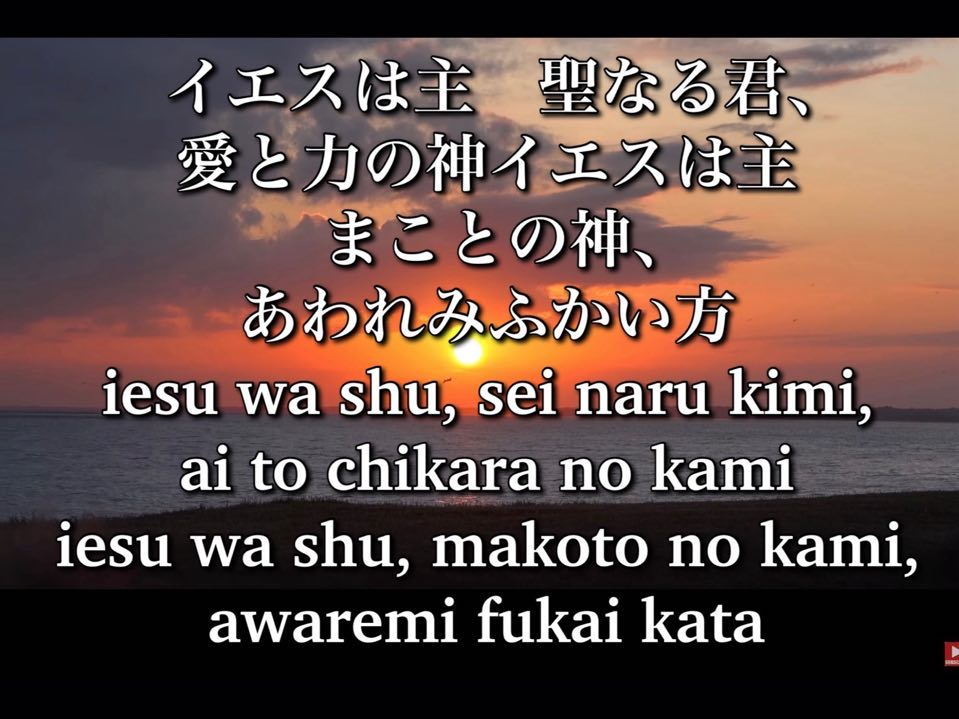 イエスは主　聖なる君、
愛と力の神イエスは主
まことの神、
あわれみふかい方
iesu wa shu, sei naru kimi,
ai to chikara no kami
iesu wa shu, makoto no kami,
awaremi fukai kata